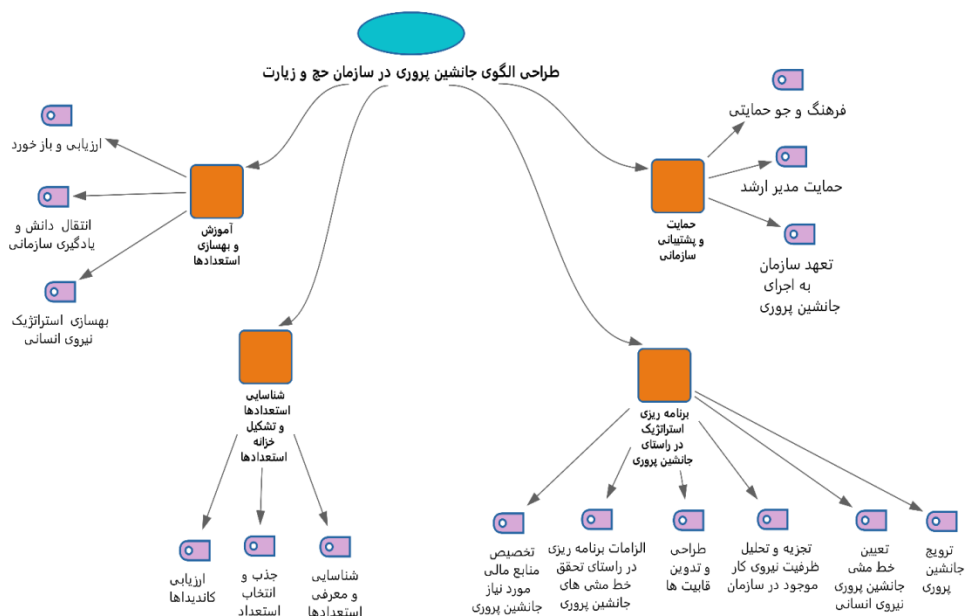 طراحی الگوی جانشین پروری در سازمان حج و زیارت
فرهنگ و جو حمایتی
حمایت مدیر ارشد
تعهد سازمان
به اجرای
جانشین پروری
حمایت
و پشتیبانی
سازمانی
ارزیابی و باز خورد
انتقال دانش و
یادگیری سازمانی
بهسازی استراتژیک
نیروی انسانی
آموزش
و بهسازی
استعدادها
برنامه ریزی
استراتژیک
در راستای
جانشین پروری
ترویج
جانشین
پروری
تعیین
خط مشی
جانشین پروری
نیروی انسانی
تجزیه و تحلیل
ظرفیت نیروی کار
موجود در سازمان
طراحی
و تدوین
قابیت ها
الزامات برنامه ریزی
در راستای تحقق
خط مشی های
جانشین پروری
تخصیص
منابع مالی
مورد نیاز
جانشین پروری
شناسایی
استعدادها
و تشکیل
خزانه
استعدادها
شناسایی
و معرفی
استعدادها
جذب و
انتخاب
استعداد
ارزیابی
کاندیداها